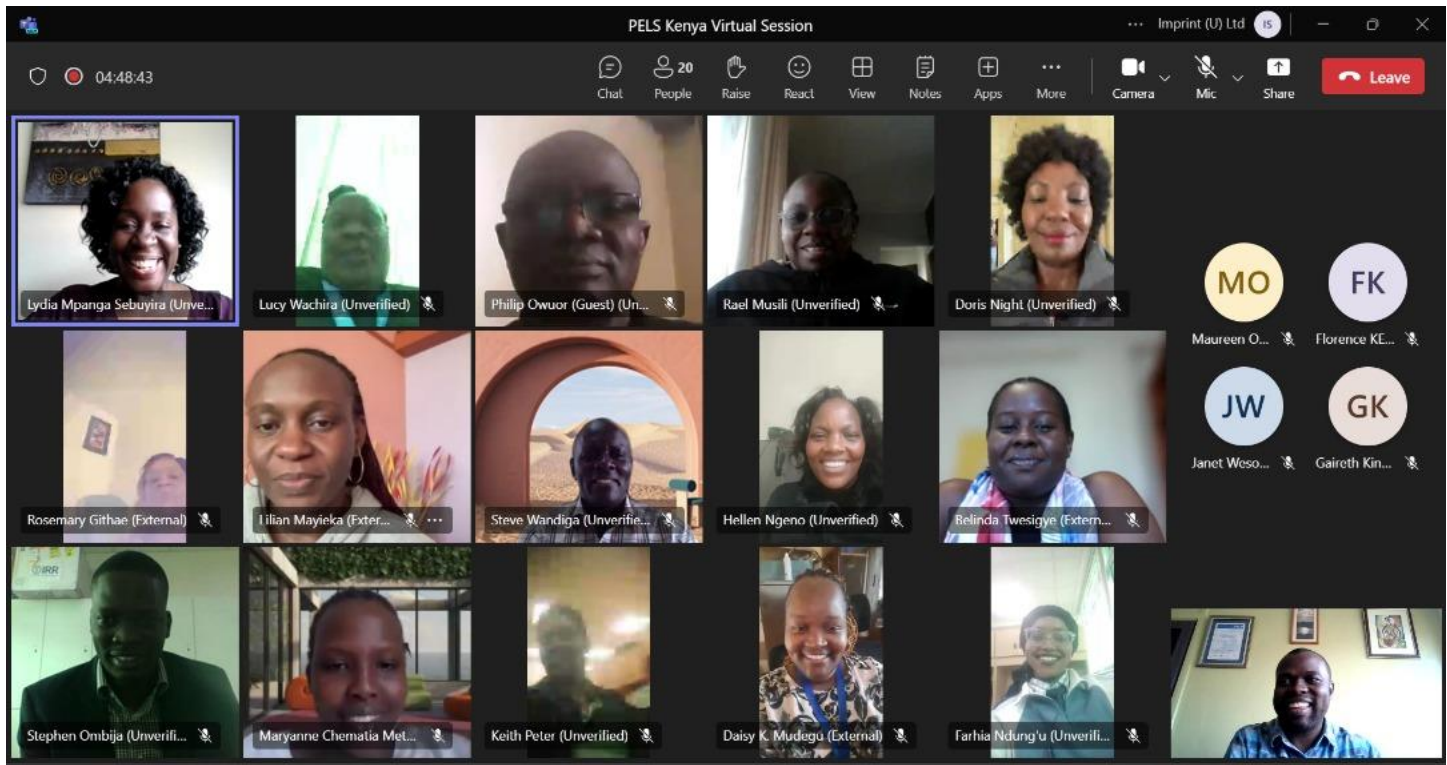 PELS Kenya Virtual Session
... Imprint (U) Ltd IS
04:48:43
Chat
20 People
Raise
React
View
Notes
Apps
More
Camera
Mic
Share
Leave
Lydia Mpanga Sebuyira (Unve...
Lucy Wachira (Unverified)
Philip Owuor (Guest) (Un...
Rael Musili (Unverified)
Doris Night (Unverified)
MO
Maureen O...
FK
Florence KE...
Rosemary Githae (External)
Lilian Mayieka (Exter...
Steve Wandiga (Unverifie...
Hellen Ngeno (Unverified)
Belinda Twesigye (Extern...
JW
Janet Weso...
GK
Gaireth Kin...
IRR
Stephen Ombija (Unverifi...
Maryanne Chematia Met...
Keith Peter (Unverified)
Daisy K. Mudegu (External)
Farhia Ndung'u (Unverifi...